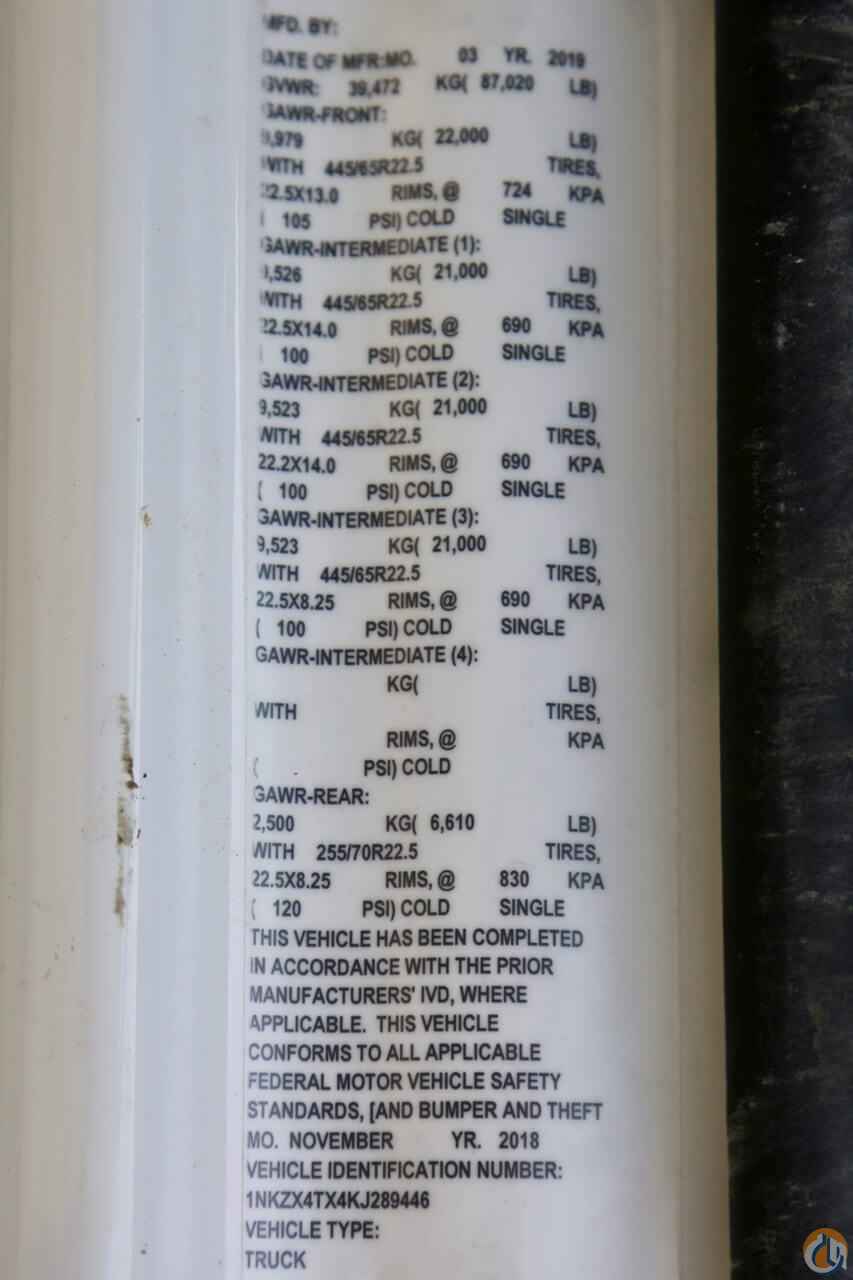 MFD. BY:
DATE OF MFR:MO. 03 YR. 2019
GVWR: 39,472 KG( 87,020 LB)
GAWR-FRONT:
9,979 KG( 22,000 LB)
WITH 445/65R22.5 TIRES,
22.5X13.0 RIMS, @ 724 KPA
( 105 PSI) COLD SINGLE
GAWR-INTERMEDIATE (1):
9,526 KG( 21,000 LB)
WITH 445/65R22.5 TIRES,
22.5X14.0 RIMS, @ 690 KPA
( 100 PSI) COLD SINGLE
GAWR-INTERMEDIATE (2):
9,523 KG( 21,000 LB)
WITH 445/65R22.5 TIRES,
22.2X14.0 RIMS, @ 690 KPA
( 100 PSI) COLD SINGLE
GAWR-INTERMEDIATE (3):
9,523 KG( 21,000 LB)
WITH 445/65R22.5 TIRES,
22.5X8.25 RIMS, @ 690 KPA
( 100 PSI) COLD SINGLE
GAWR-INTERMEDIATE (4):
KG( LB)
WITH TIRES,
RIMS, @ KPA
( PSI) COLD
GAWR-REAR:
2,500 KG( 6,610 LB)
WITH 255/70R22.5 TIRES,
22.5X8.25 RIMS, @ 830 KPA
( 120 PSI) COLD SINGLE
THIS VEHICLE HAS BEEN COMPLETED
IN ACCORDANCE WITH THE PRIOR
MANUFACTURERS' IVD, WHERE
APPLICABLE. THIS VEHICLE
CONFORMS TO ALL APPLICABLE
FEDERAL MOTOR VEHICLE SAFETY
STANDARDS, [AND BUMPER AND THEFT
MO. NOVEMBER YR. 2018
VEHICLE IDENTIFICATION NUMBER:
1NKZX4TX4KJ289446
VEHICLE TYPE:
TRUCK